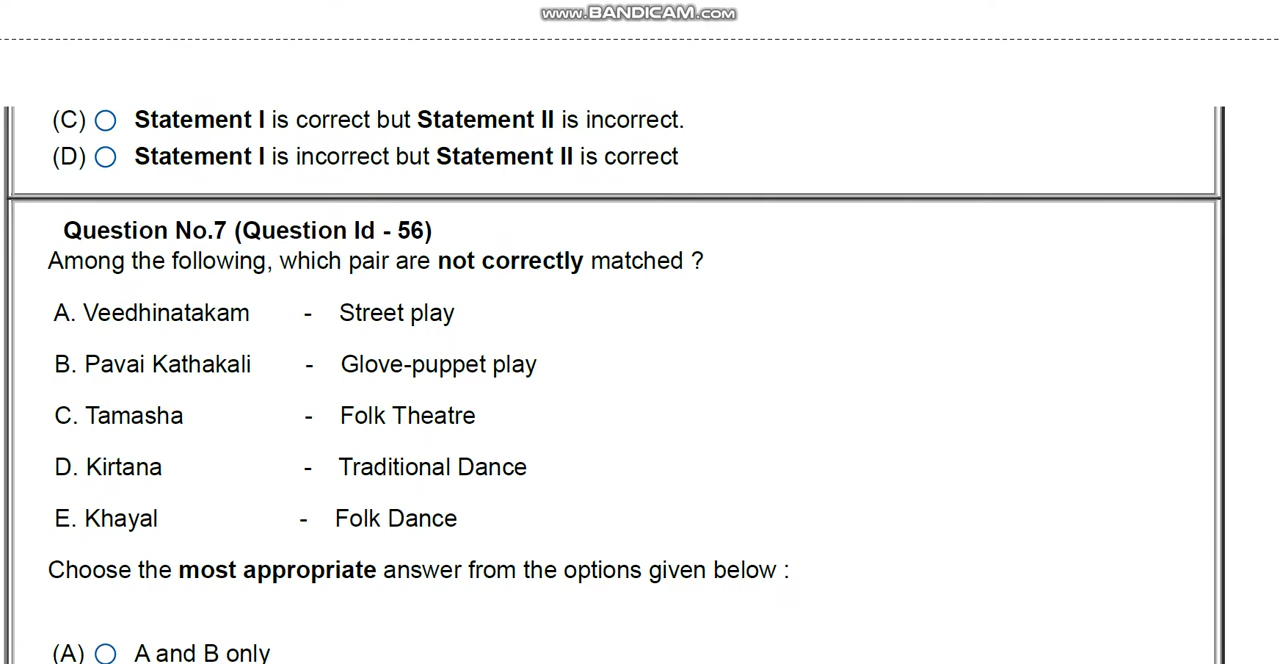 www.BANDICAM.com
(C) Statement I is correct but Statement II is incorrect.
(D) Statement I is incorrect but Statement II is correct
Question No.7 (Question Id - 56)
Among the following, which pair are not correctly matched ?
A. Veedhinatakam - Street play
B. Pavai Kathakali - Glove-puppet play
C. Tamasha - Folk Theatre
D. Kirtana - Traditional Dance
E. Khayal - Folk Dance
Choose the most appropriate answer from the options given below :
(A) A and B only